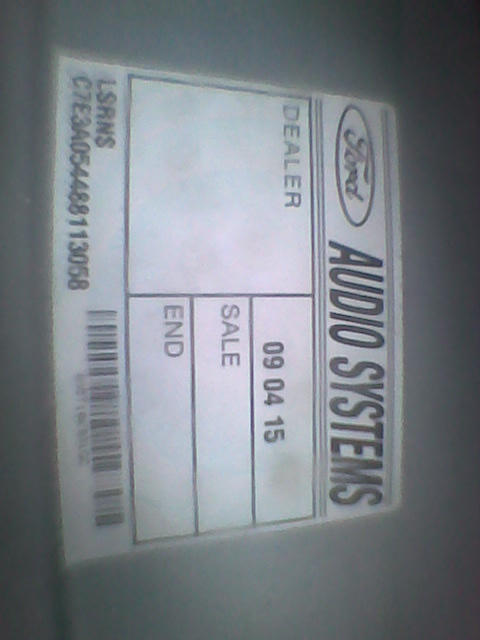 Ford AUDIO SYSTEMS
DEALER
09 04 15
SALE
END
LSRNS
C7E3A054488113058